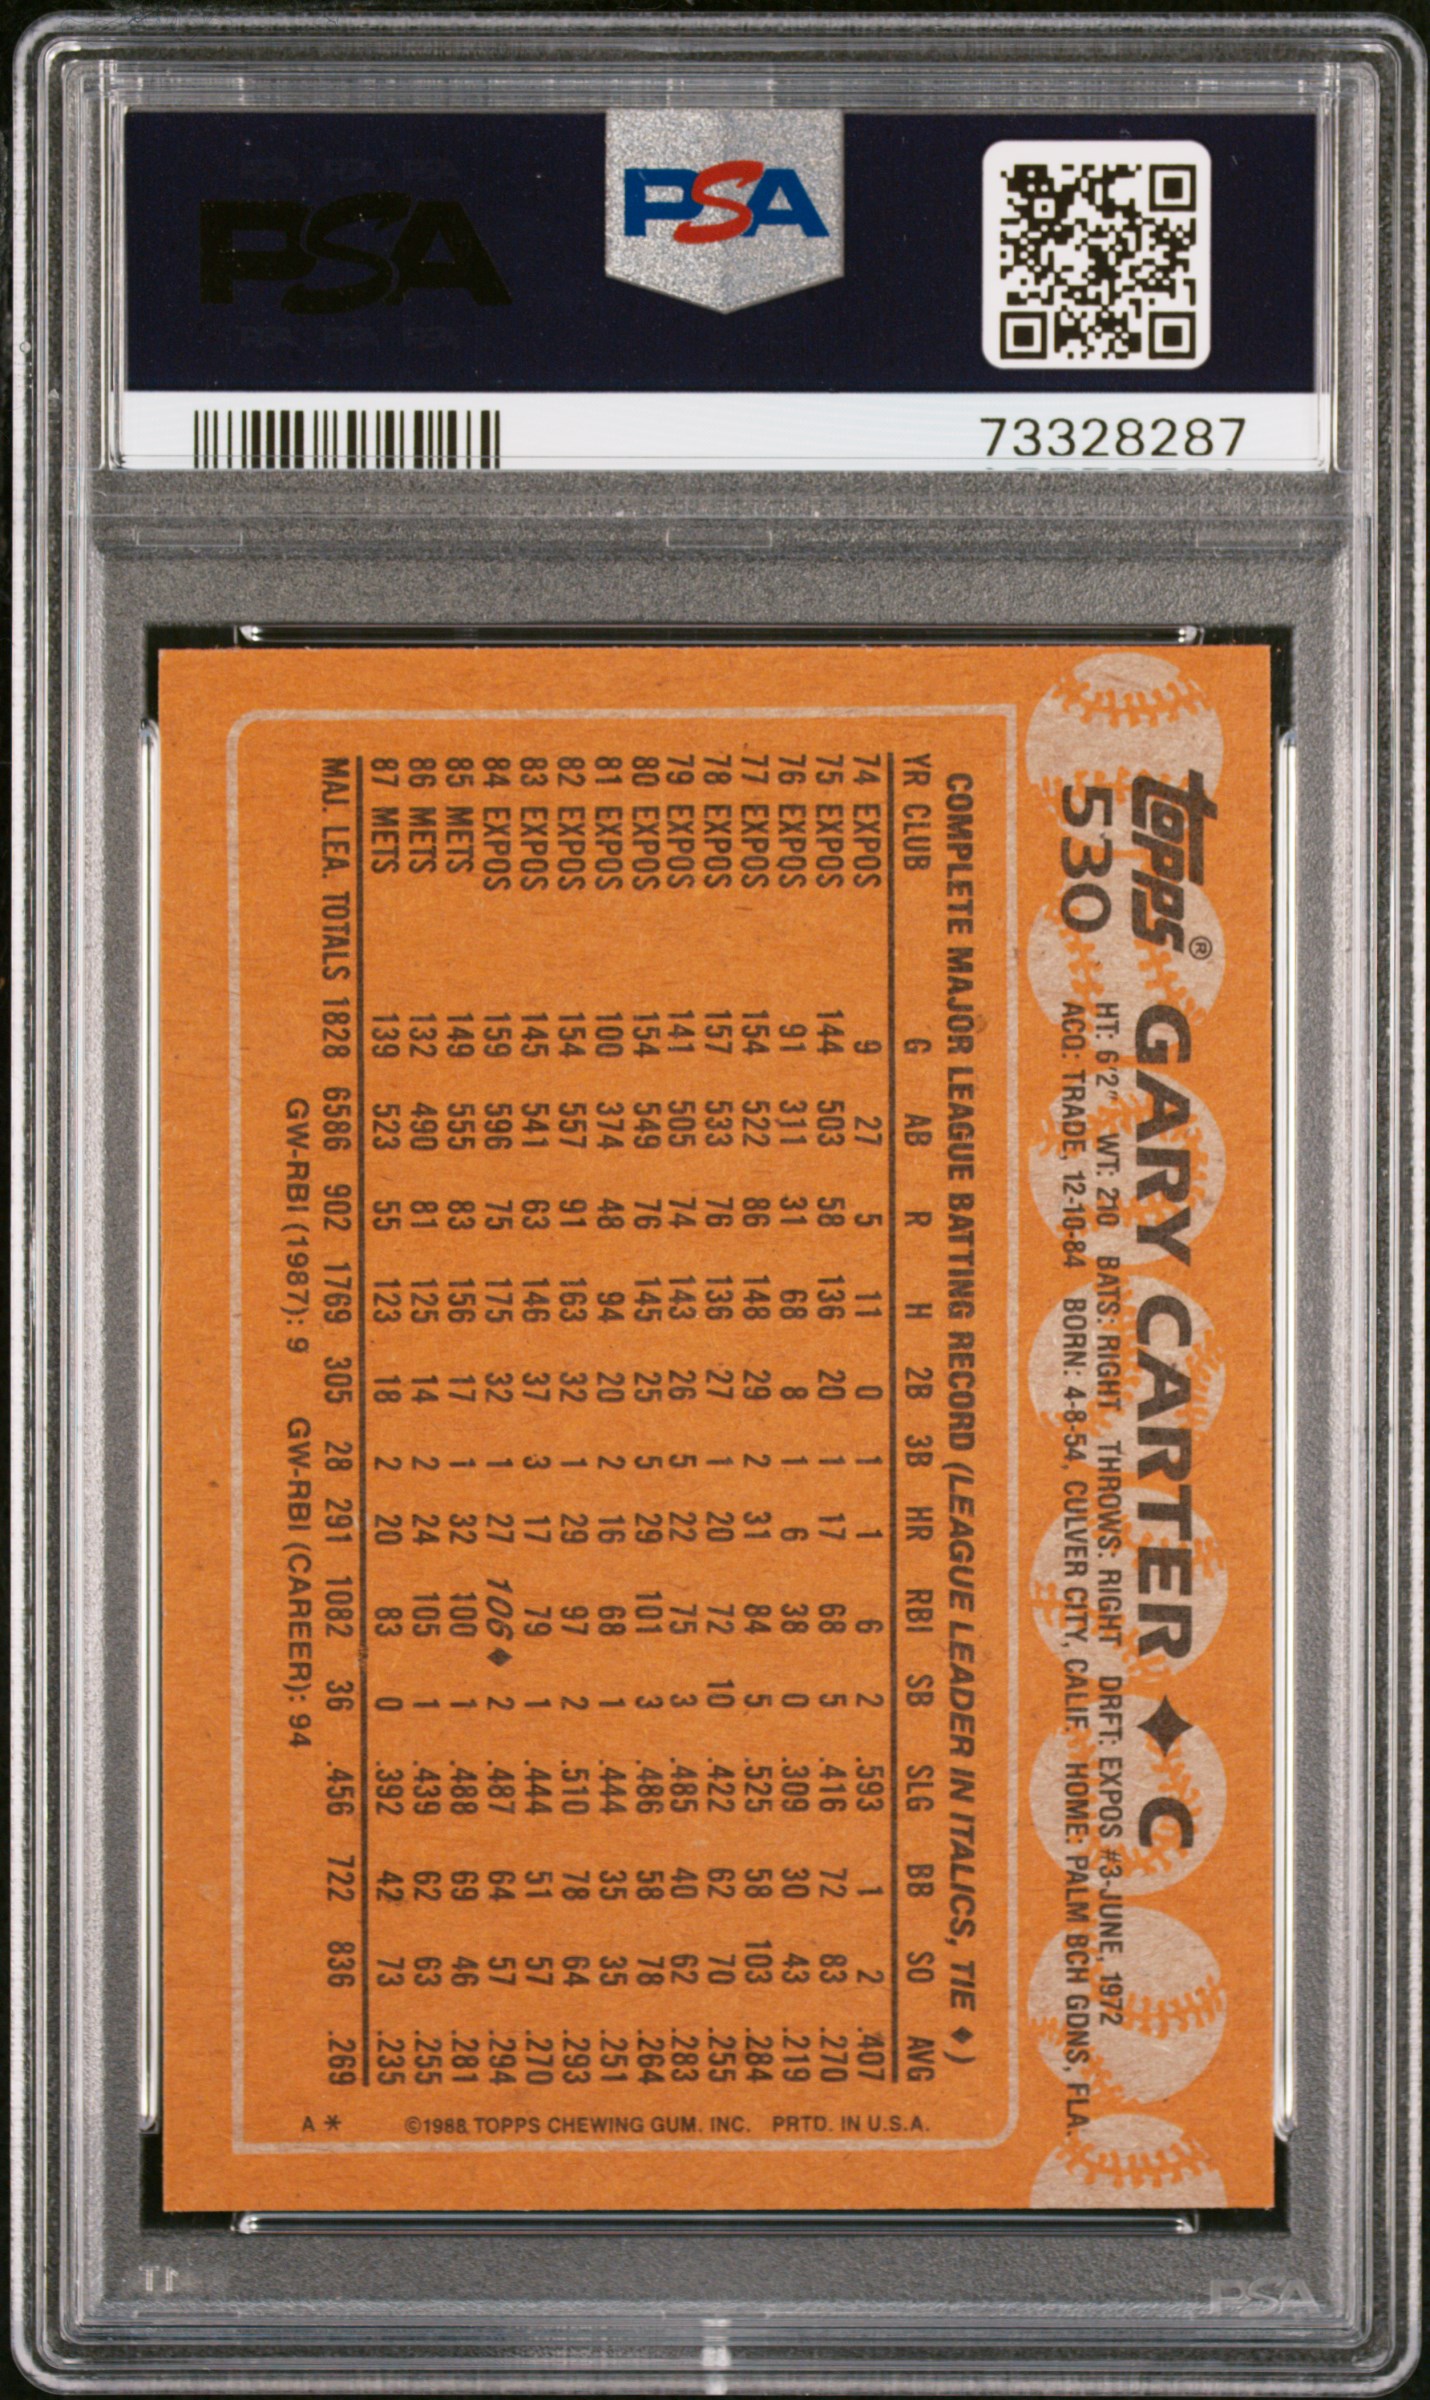 PSA
PSA
73328287
topps® GARY CARTER ♦ C
530
HT: 6'2" WT: 210 BATS: RIGHT THROWS: RIGHT DRFT: EXPOS #3-JUNE, 1972
ACQ: TRADE, 12-10-84 BORN: 4-8-54, CULVER CITY, CALIF. HOME: PALM BCH GDNS, FLA.
COMPLETE MAJOR LEAGUE BATTING RECORD (LEAGUE LEADER IN ITALICS, TIE ♦)
YR CLUB G AB R H 2B 3B HR RBI SB SLG BB SO AVG
74 EXPOS 9 27 5 11 0 1 1 6 2 .593 1 2 .407
75 EXPOS 144 503 58 136 20 1 17 68 5 .416 72 83 .270
76 EXPOS 91 311 31 68 8 1 6 38 0 .309 30 43 .219
77 EXPOS 154 522 86 148 29 2 31 84 5 .525 58 103 .284
78 EXPOS 157 533 76 136 27 1 20 72 10 .422 62 70 .255
79 EXPOS 141 505 74 143 26 5 22 75 3 .485 40 62 .283
80 EXPOS 154 549 76 145 25 5 29 101 3 .486 58 78 .264
81 EXPOS 100 374 48 94 20 2 16 68 1 .444 35 35 .251
82 EXPOS 154 557 91 163 32 1 29 97 2 .510 78 64 .293
83 EXPOS 145 541 63 146 37 3 17 79 1 .444 51 57 .270
84 EXPOS 159 596 75 175 32 1 27 106♦ 2 .487 64 57 .294
85 METS 149 555 83 156 17 1 32 100 1 .488 69 46 .281
86 METS 132 490 81 125 14 2 24 105 1 .439 62 63 .255
87 METS 139 523 55 123 18 2 20 83 0 .392 42 73 .235
MAJ. LEA. TOTALS 1828 6586 902 1769 305 28 291 1082 36 .456 722 836 .269
GW-RBI (1987): 9 GW-RBI (CAREER): 94
©1988 TOPPS CHEWING GUM. INC. PRTD. IN U.S.A.
A *
PSA